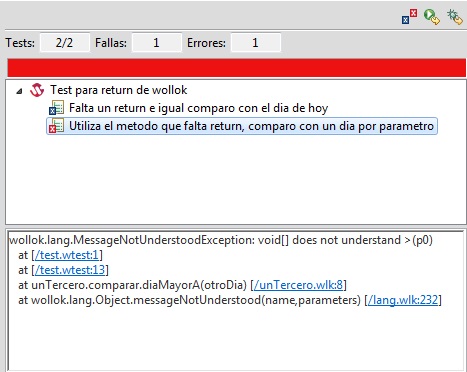 Tests: 2/2 Fallas: 1 Errores: 1
Test para return de wollok
Falta un return e igual comparo con el dia de hoy
Utiliza el metodo que falta return, comparo con un dia por parametro
wollok.lang.MessageNotUnderstoodException: void[] does not understand >(p0)
at [/test.wtest:1]
at [/test.wtest:13]
at unTercero.comparar.diaMayorA(otroDia) [/unTercero.wlk:8]
at wollok.lang.Object.messageNotUnderstood(name,parameters) [/lang.wlk:232]